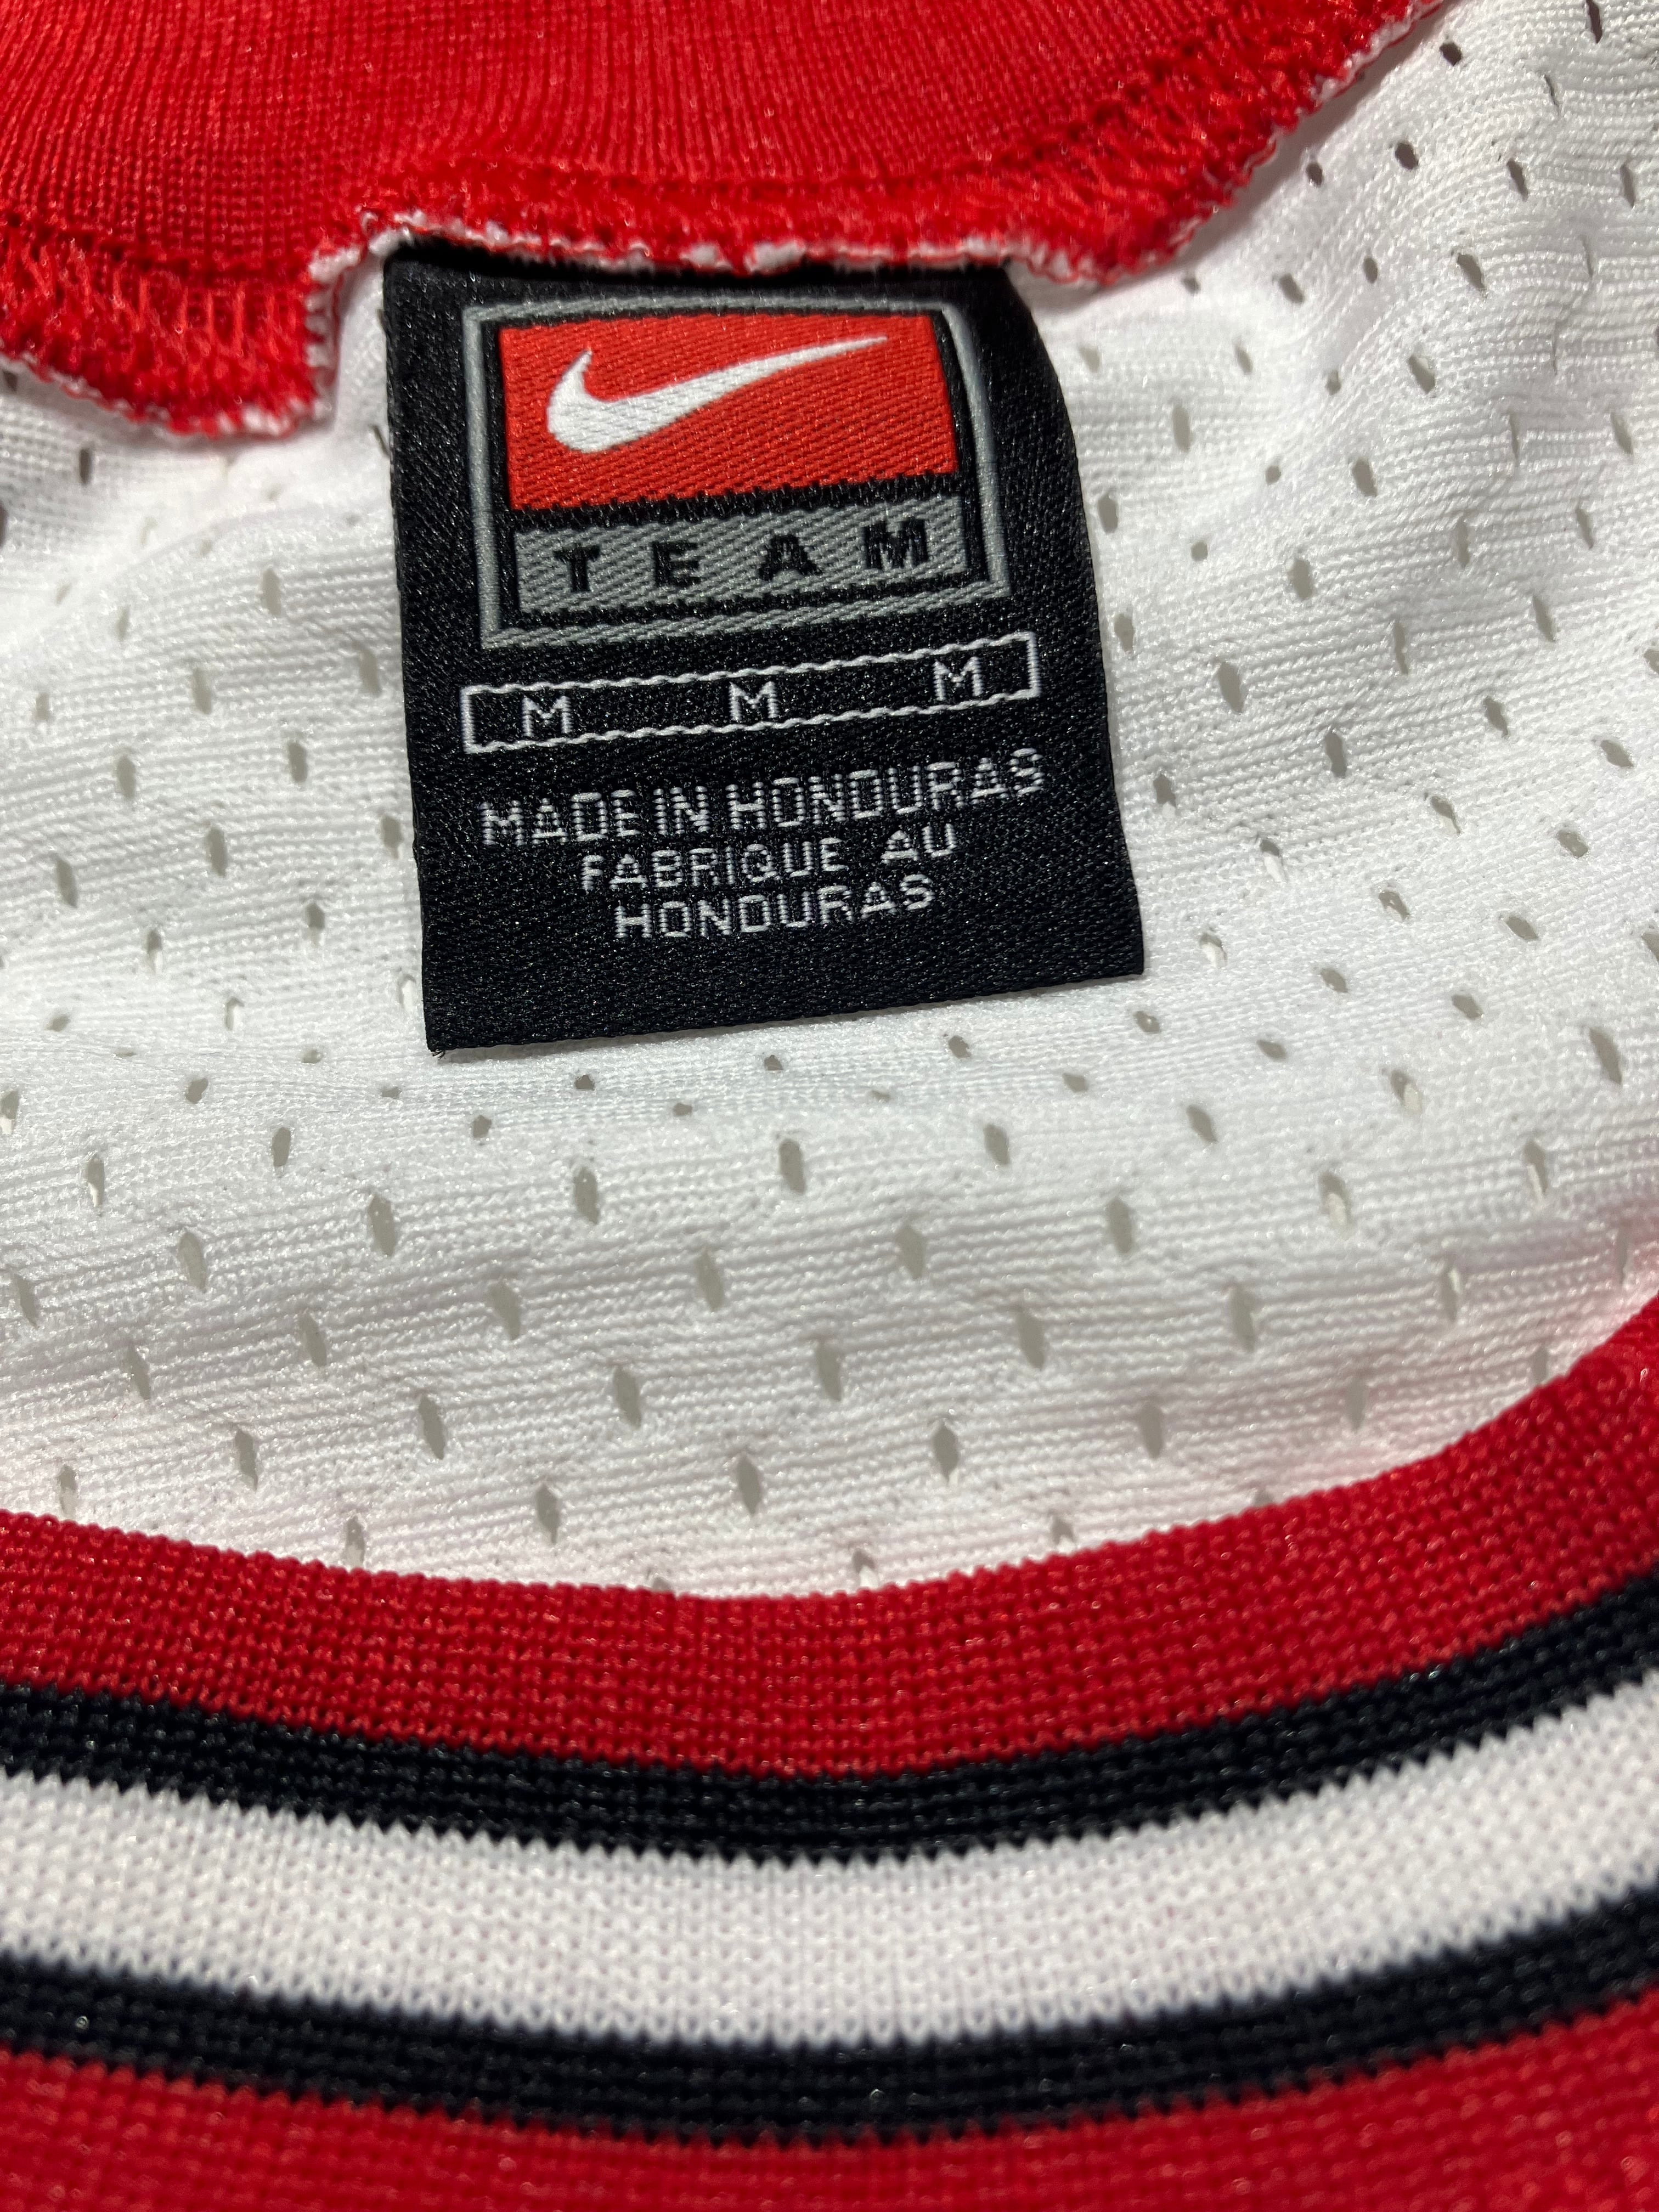 TEAM
M M M
MADE IN HONDURAS
FABRIQUE AU
HONDURAS